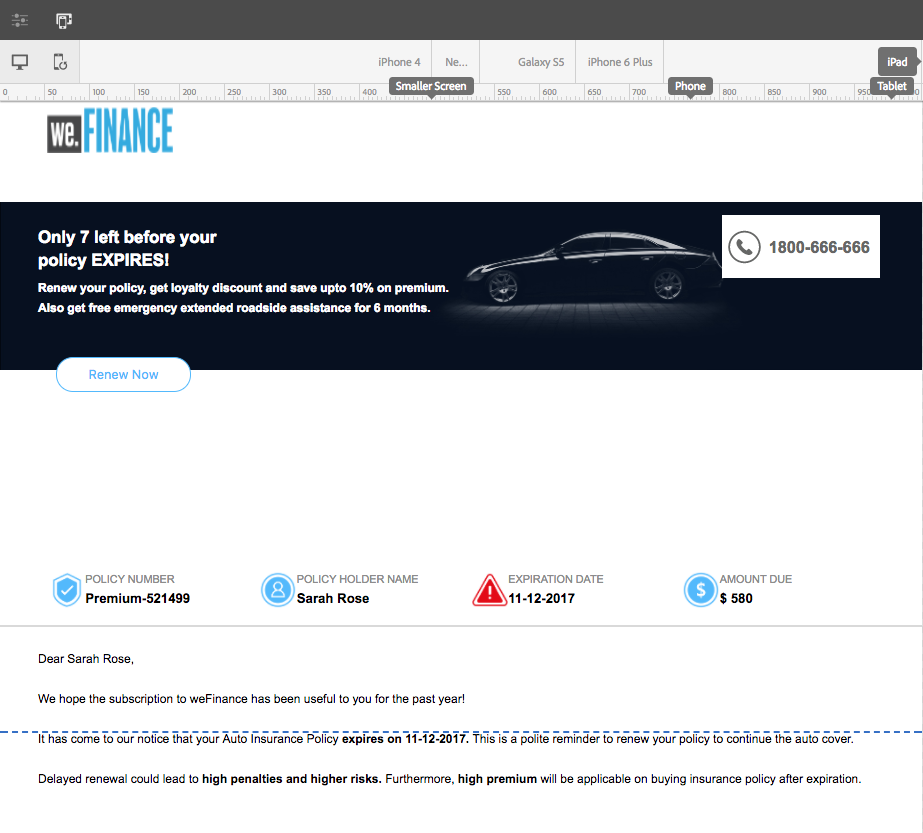 iPhone 4 Ne... Galaxy S5 iPhone 6 Plus iPad
Smaller Screen Phone Tablet
0 50 100 150 200 250 300 350 400 550 600 650 700 800 850 900 950
we.FINANCE
Only 7 left before your
policy EXPIRES!
Renew your policy, get loyalty discount and save upto 10% on premium.
Also get free emergency extended roadside assistance for 6 months.
1800-666-666
Renew Now
POLICY NUMBER
Premium-521499
POLICY HOLDER NAME
Sarah Rose
EXPIRATION DATE
11-12-2017
AMOUNT DUE
$ 580
Dear Sarah Rose,
We hope the subscription to weFinance has been useful to you for the past year!
It has come to our notice that your Auto Insurance Policy expires on 11-12-2017. This is a polite reminder to renew your policy to continue the auto cover.
Delayed renewal could lead to high penalties and higher risks. Furthermore, high premium will be applicable on buying insurance policy after expiration.